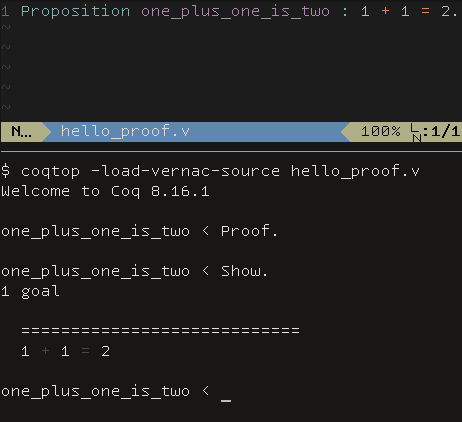 1 Proposition one_plus_one_is_two : 1 + 1 = 2.
~
~
~
~
~
N… hello_proof.v 100% ㏑:1/1
$ coqtop -load-vernac-source hello_proof.v
Welcome to Coq 8.16.1
one_plus_one_is_two < Proof.
one_plus_one_is_two < Show.
1 goal
============================
1 + 1 = 2
one_plus_one_is_two < _